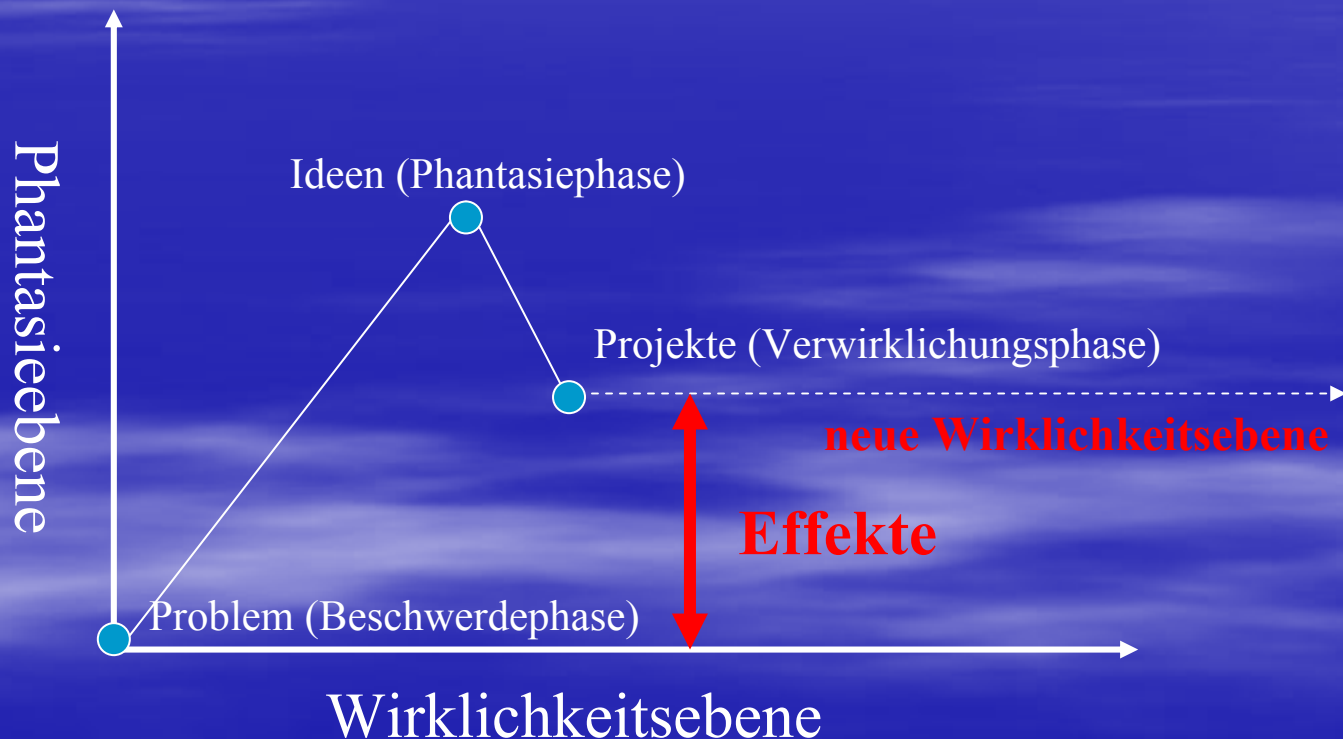 Phantasieebene
Ideen (Phantasiephase)
Projekte (Verwirklichungsphase)
neue Wirklichkeitsebene
Effekte
Problem (Beschwerdephase)
Wirklichkeitsebene